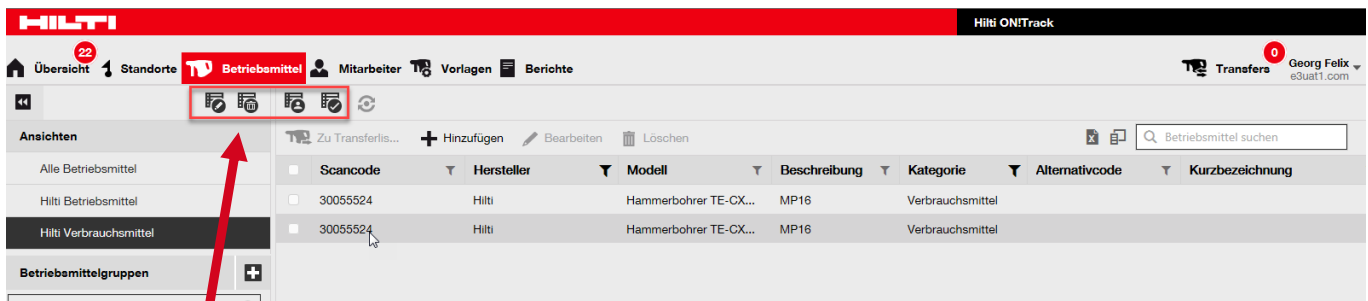 HILTI
Hilti ON!Track
22
Übersicht Standorte Betriebsmittel Mitarbeiter Vorlagen Berichte
0
Transfers
Georg Felix
e3uat1.com
Ansichten
Zu Transferlis... Hinzufügen Bearbeiten Löschen
Betriebsmittel suchen
Alle Betriebsmittel
Scancode Hersteller Modell Beschreibung Kategorie Alternativcode Kurzbezeichnung
Hilti Betriebsmittel
30055524 Hilti Hammerbohrer TE-CX... MP16 Verbrauchsmittel
Hilti Verbrauchsmittel
30055524 Hilti Hammerbohrer TE-CX... MP16 Verbrauchsmittel
Betriebsmittelgruppen